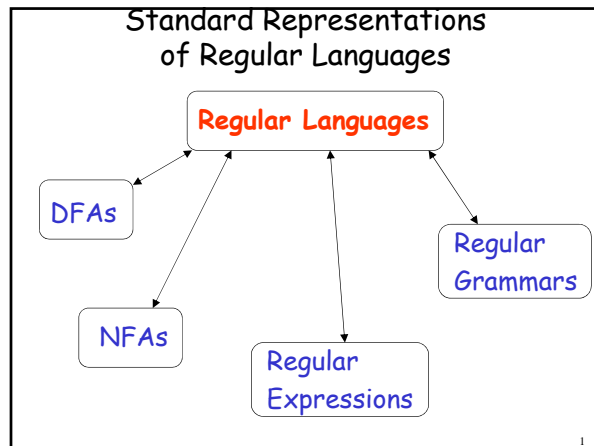 Standard Representations
of Regular Languages
Regular Languages
DFAs
Regular
Grammars
NFAs
Regular
Expressions
1